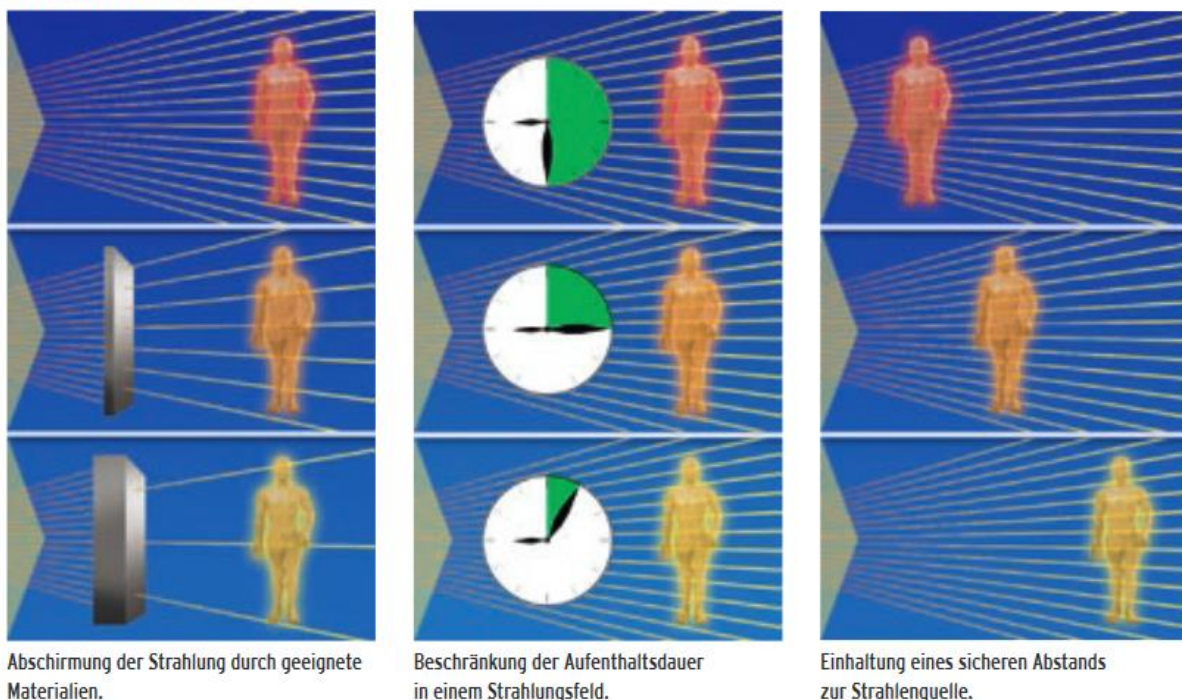 Abschirmung der Strahlung durch geeignete
Materialien.
Beschränkung der Aufenthaltsdauer
in einem Strahlungsfeld.
Einhaltung eines sicheren Abstands
zur Strahlenquelle.